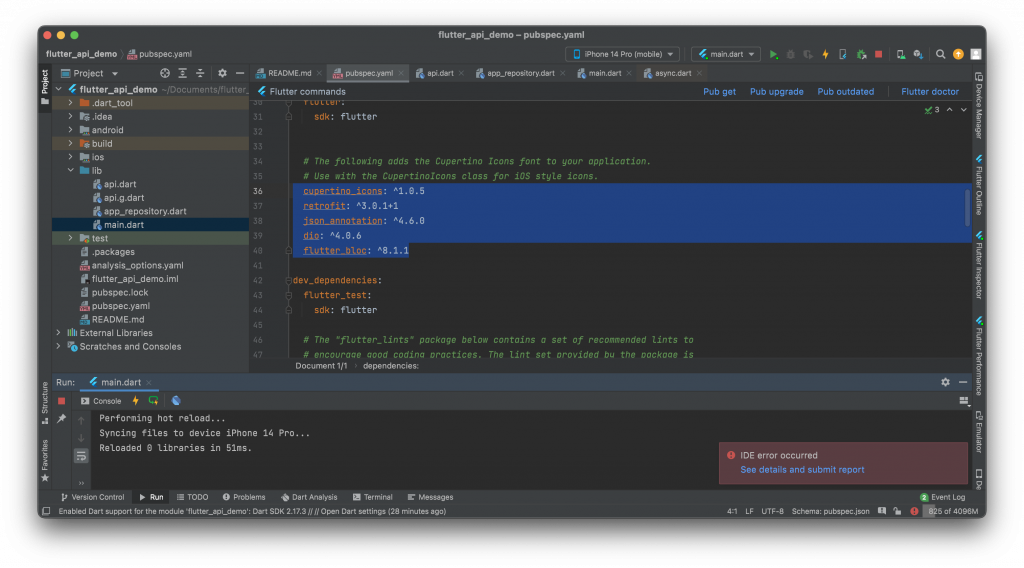 flutter_api_demo – pubspec.yaml
flutter_api_demo
pubspec.yaml
iPhone 14 Pro (mobile)
main.dart
Project
README.md
pubspec.yaml
api.dart
app_repository.dart
main.dart
async.dart
flutter_api_demo ~/Documents/flutter_
.dart_tool
.idea
android
build
ios
lib
api.dart
api.g.dart
app_repository.dart
main.dart
test
.packages
analysis_options.yaml
flutter_api_demo.iml
pubspec.lock
pubspec.yaml
README.md
External Libraries
Scratches and Consoles
Flutter commands
Pub get
Pub upgrade
Pub outdated
Flutter doctor
3
30 flutter:
31 sdk: flutter
32
33
34 # The following adds the Cupertino Icons font to your application.
35 # Use with the CupertinoIcons class for iOS style icons.
36 cupertino_icons: ^1.0.5
37 retrofit: ^3.0.1+1
38 json_annotation: ^4.6.0
39 dio: ^4.0.6
40 flutter_bloc: ^8.1.1
41
42 dev_dependencies:
43 flutter_test:
44 sdk: flutter
45
46 # The "flutter_lints" package below contains a set of recommended lints to
47 # encourage good coding practices. The lint set provided by the package is
Document 1/1
dependencies:
Project
Structure
Favorites
Device Manager
Flutter Outline
Flutter Inspector
Flutter Performance
Emulator
De
Run:
main.dart
Console
Performing hot reload...
Syncing files to device iPhone 14 Pro...
Reloaded 0 libraries in 51ms.
IDE error occurred
See details and submit report
Version Control
Run
TODO
Problems
Dart Analysis
Terminal
Messages
2 Event Log
Enabled Dart support for the module 'flutter_api_demo': Dart SDK 2.17.3 // // Open Dart settings (28 minutes ago)
4:1
LF
UTF-8
Schema: pubspec.json
825 of 4096M